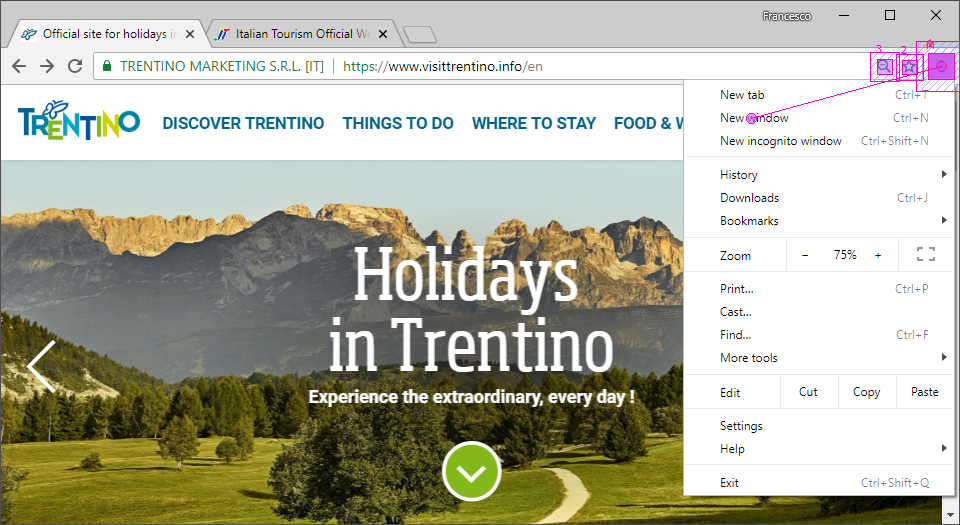 Francesco
Official site for holidays in
Italian Tourism Official We
TRENTINO MARKETING S.R.L. [IT] https://www.visittrentino.info/en
3 2
TRENTINO
DISCOVER TRENTINO THINGS TO DO WHERE TO STAY FOOD & W
New tab Ctrl+T
New window Ctrl+N
New incognito window Ctrl+Shift+N
History
Downloads Ctrl+J
Bookmarks
Zoom - 75% +
Print... Ctrl+P
Cast...
Find... Ctrl+F
More tools
Edit Cut Copy Paste
Settings
Help
Exit Ctrl+Shift+Q
Holidays
in Trentino
Experience the extraordinary, every day !